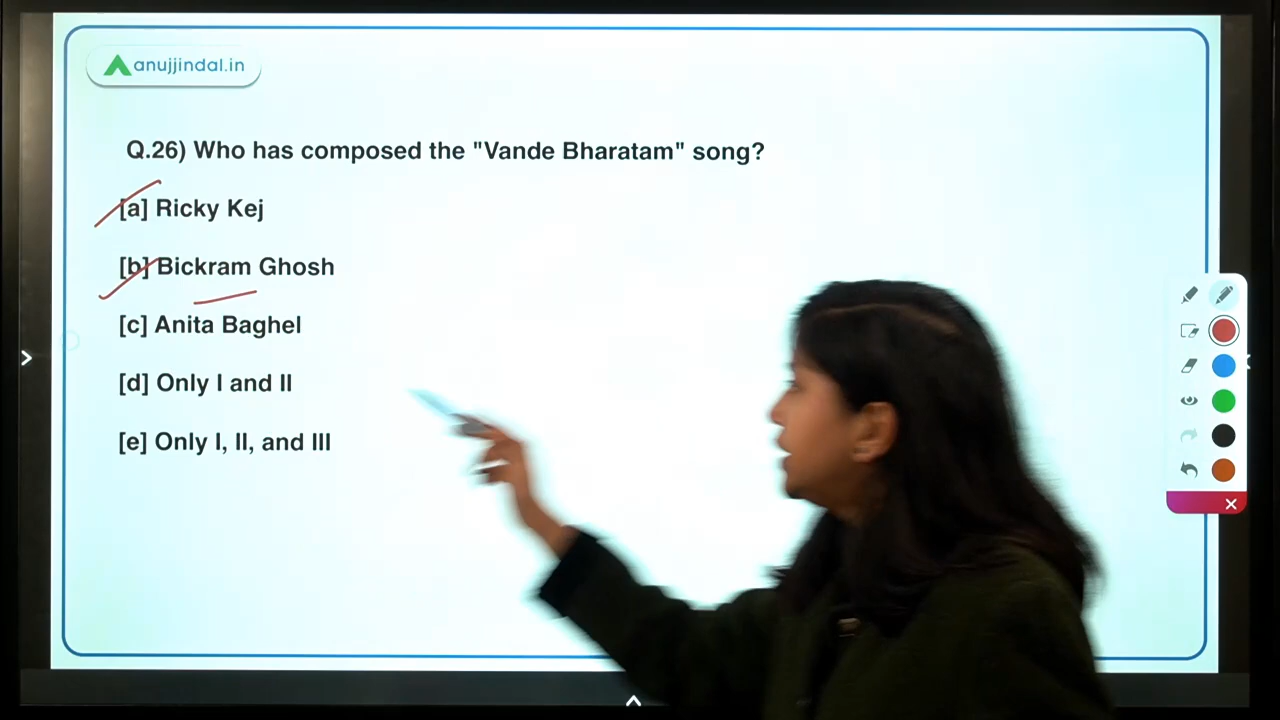 anujjindal.in
Q.26) Who has composed the "Vande Bharatam" song?
[a] Ricky Kej
[b] Bickram Ghosh
[c] Anita Baghel
[d] Only I and II
[e] Only I, II, and III